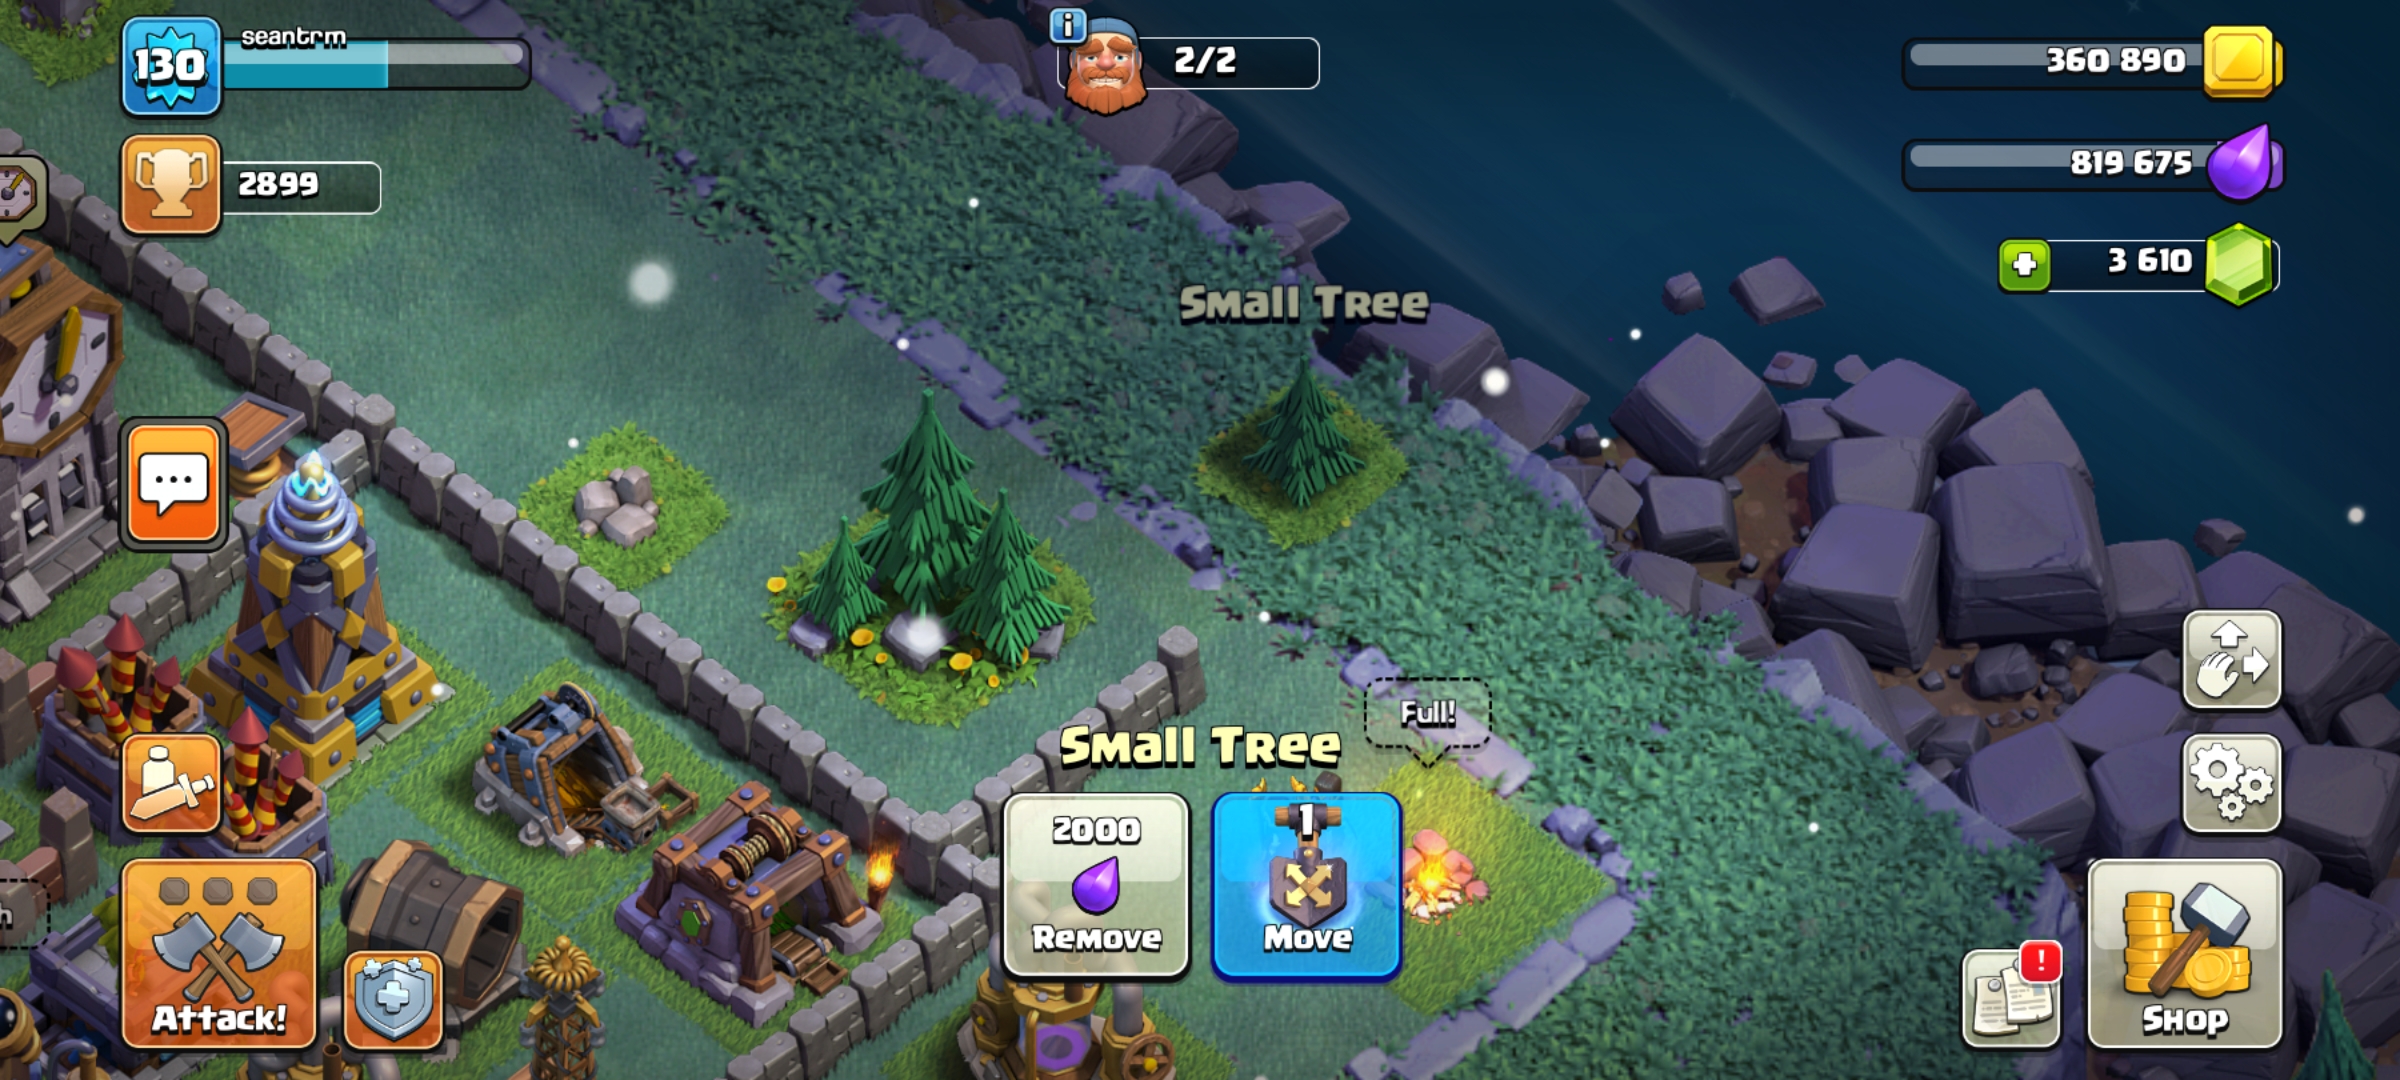 130
seantrm
i
2/2
360 890
2899
819 675
3 610
Small Tree
Full!
Small Tree
2000
Remove
1
Move
Attack!
!
Shop